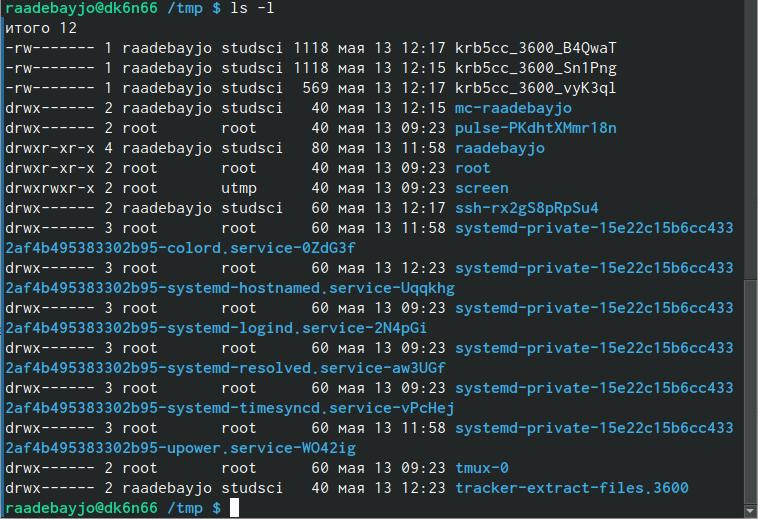 raadebayjo@dk6n66 /tmp $ ls -l
итого 12
-rw------- 1 raadebayjo studsci 1118 мая 13 12:17 krb5cc_3600_B4QwaT
-rw------- 1 raadebayjo studsci 1118 мая 13 12:15 krb5cc_3600_Sn1Png
-rw------- 1 raadebayjo studsci  569 мая 13 12:17 krb5cc_3600_vyK3ql
drwx------ 2 raadebayjo studsci   40 мая 13 12:15 mc-raadebayjo
drwx------ 2 root       root      40 мая 13 09:23 pulse-PKdhtXMmr18n
drwxr-xr-x 4 raadebayjo studsci   80 мая 13 11:58 raadebayjo
drwxr-xr-x 2 root       root      40 мая 13 09:23 root
drwxrwxr-x 2 root       utmp      40 мая 13 09:23 screen
drwx------ 2 raadebayjo studsci   60 мая 13 12:17 ssh-rx2gS8pRpSu4
drwx------ 3 root       root      60 мая 13 11:58 systemd-private-15e22c15b6cc433
2af4b495383302b95-colord.service-0ZdG3f
drwx------ 3 root       root      60 мая 13 12:23 systemd-private-15e22c15b6cc433
2af4b495383302b95-systemd-hostnamed.service-Uqqkhg
drwx------ 3 root       root      60 мая 13 09:23 systemd-private-15e22c15b6cc433
2af4b495383302b95-systemd-logind.service-2N4pGi
drwx------ 3 root       root      60 мая 13 09:23 systemd-private-15e22c15b6cc433
2af4b495383302b95-systemd-resolved.service-aw3UGf
drwx------ 3 root       root      60 мая 13 09:23 systemd-private-15e22c15b6cc433
2af4b495383302b95-systemd-timesyncd.service-vPcHej
drwx------ 3 root       root      60 мая 13 11:58 systemd-private-15e22c15b6cc433
2af4b495383302b95-upower.service-WO42ig
drwx------ 2 root       root      60 мая 13 09:23 tmux-0
drwx------ 2 raadebayjo studsci   40 мая 13 12:23 tracker-extract-files.3600
raadebayjo@dk6n66 /tmp $